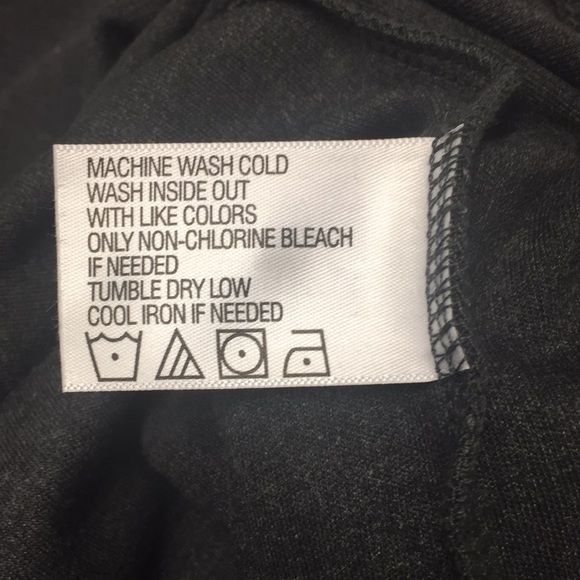 MACHINE WASH COLD
WASH INSIDE OUT
WITH LIKE COLORS
ONLY NON-CHLORINE BLEACH
IF NEEDED
TUMBLE DRY LOW
COOL IRON IF NEEDED